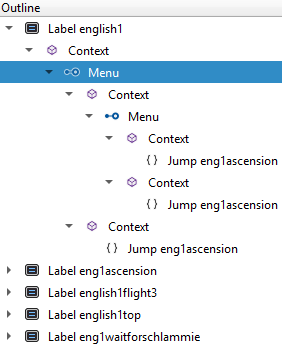 Outline
Label english1
Context
Menu
Context
Menu
Context
Jump eng1ascension
Context
Jump eng1ascension
Context
Jump eng1ascension
Label eng1ascension
Label english1flight3
Label english1top
Label eng1waitforschlammie